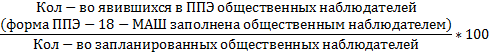 Кол − во явившихся в ППЭ общественных наблюдателей
(форма ППЭ − 18 − МАШ заполнена общественным наблюдателем)
Кол − во запланированных общественных наблюдателей
* 100